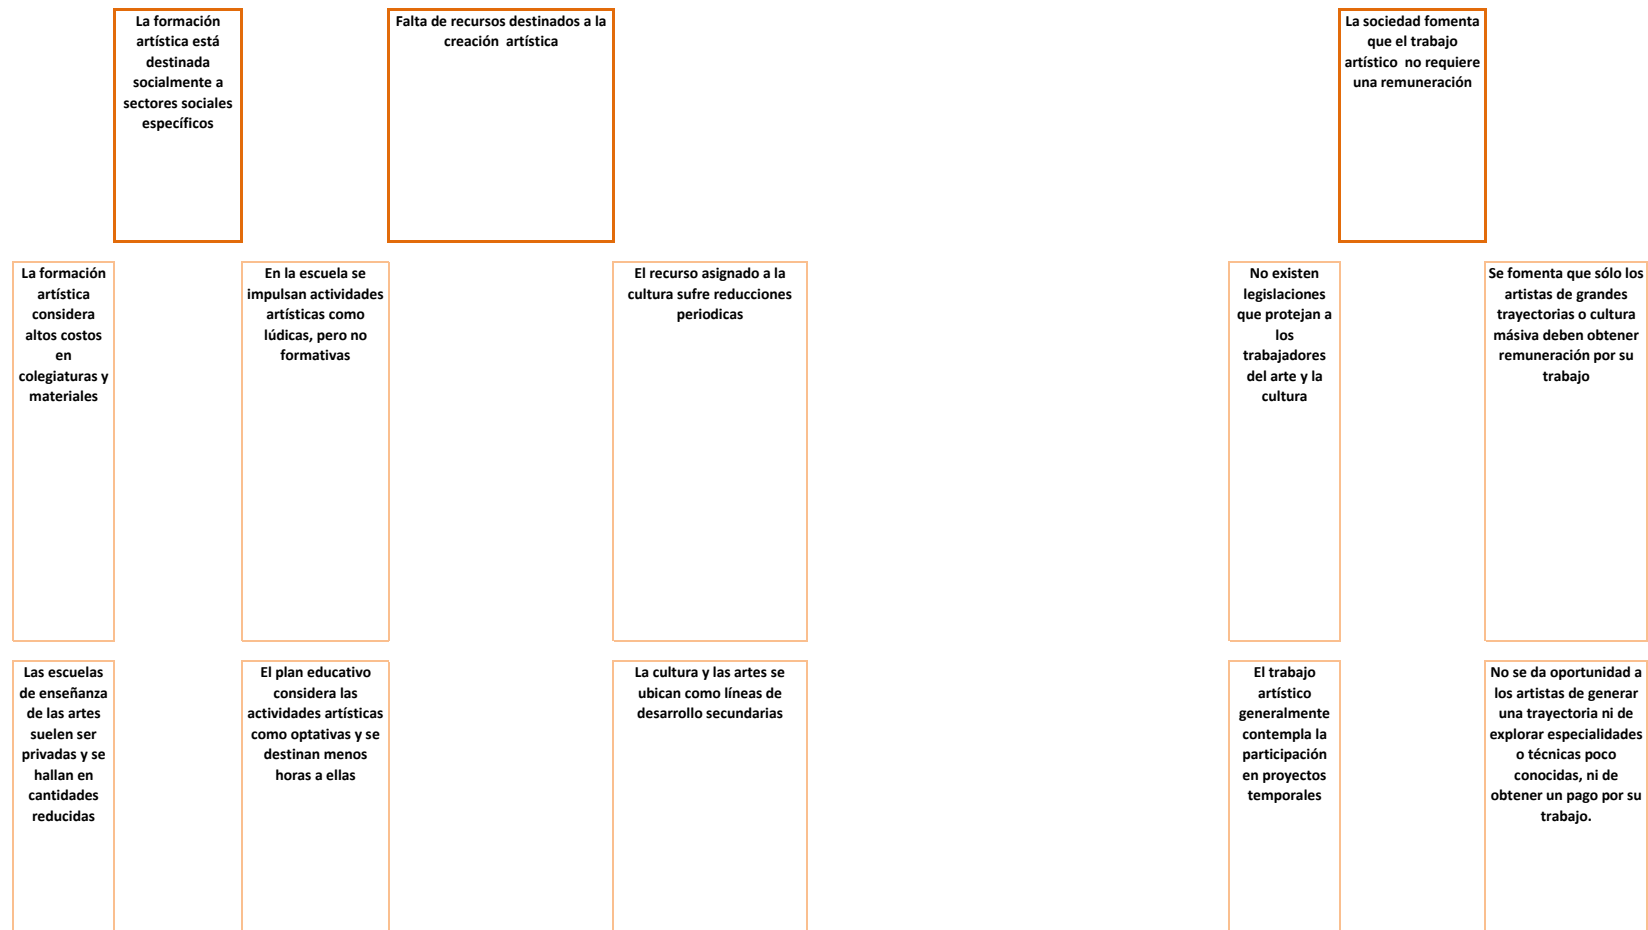 La formación
artística está
destinada
socialmente a
sectores sociales
específicos
Falta de recursos destinados a la
creación artística
La sociedad fomenta
que el trabajo
artístico no requiere
una remuneración
La formación
artística
considera
altos costos
en
colegiaturas y
materiales
En la escuela se
impulsan actividades
artísticas como
lúdicas, pero no
formativas
El recurso asignado a la
cultura sufre reducciones
periodicas
No existen
legislaciones
que protejan a
los
trabajadores
del arte y la
cultura
Se fomenta que sólo los
artistas de grandes
trayectorias o cultura
másiva deben obtener
remuneración por su
trabajo
Las escuelas
de enseñanza
de las artes
suelen ser
privadas y se
hallan en
cantidades
reducidas
El plan educativo
considera las
actividades artísticas
como optativas y se
destinan menos
horas a ellas
La cultura y las artes se
ubican como líneas de
desarrollo secundarias
El trabajo
artístico
generalmente
contempla la
participación
en proyectos
temporales
No se da oportunidad a
los artistas de generar
una trayectoria ni de
explorar especialidades
o técnicas poco
conocidas, ni de
obtener un pago por su
trabajo.